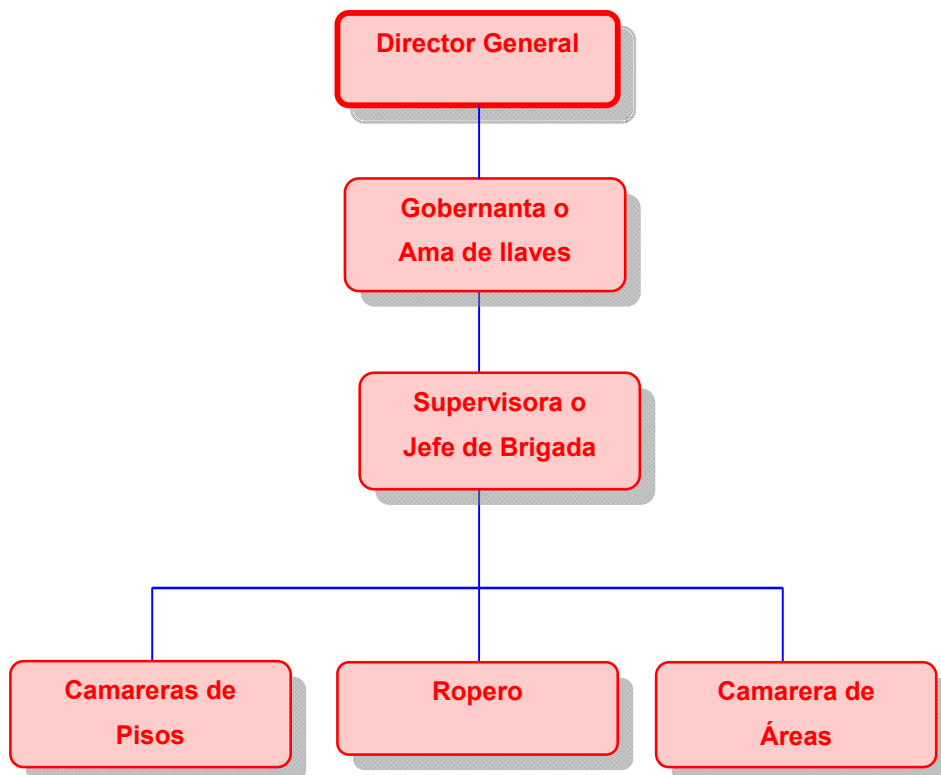 Director General
Gobernanta o
Ama de llaves
Supervisora o
Jefe de Brigada
Camareras de
Pisos
Ropero
Camarera de
Áreas